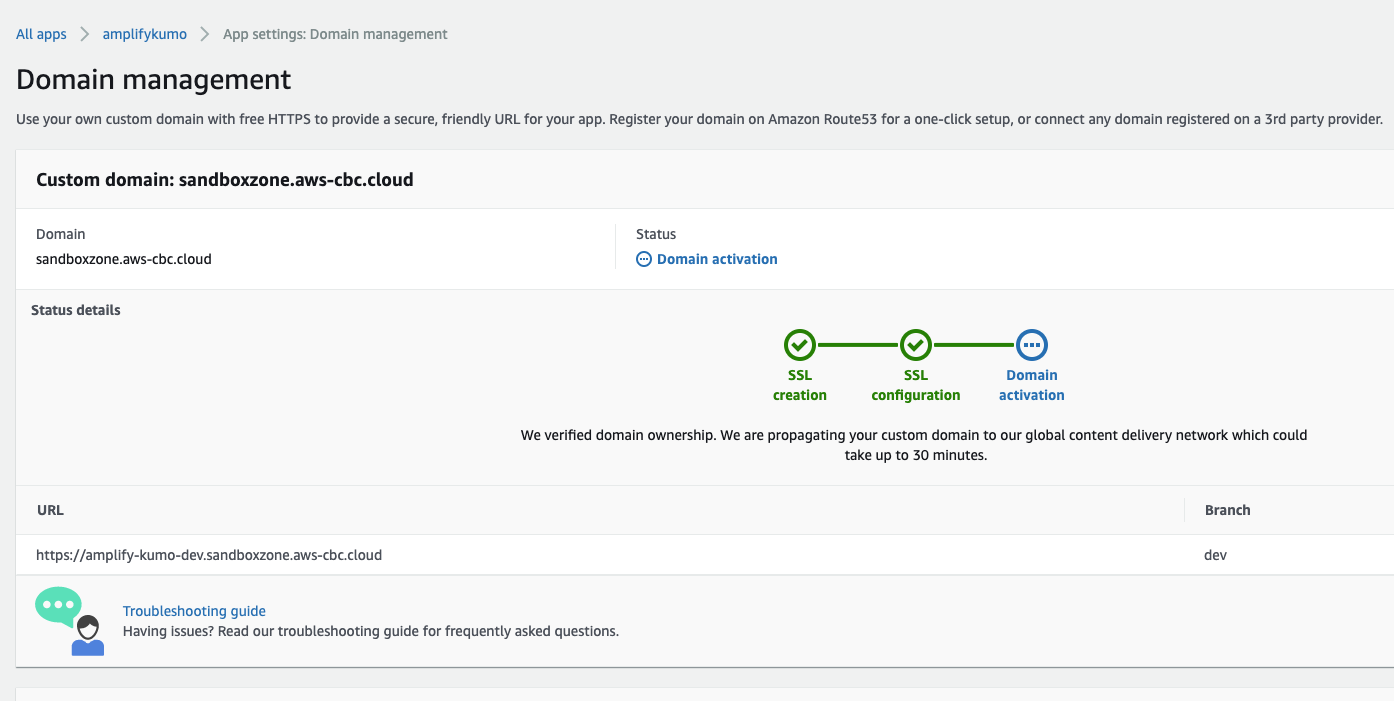 All apps > amplifykumo > App settings: Domain management
Domain management
Use your own custom domain with free HTTPS to provide a secure, friendly URL for your app. Register your domain on Amazon Route53 for a one-click setup, or connect any domain registered on a 3rd party provider.
Custom domain: sandboxzone.aws-cbc.cloud
Domain
sandboxzone.aws-cbc.cloud
Status
Domain activation
Status details
SSL
creation
SSL
configuration
Domain
activation
We verified domain ownership. We are propagating your custom domain to our global content delivery network which could
take up to 30 minutes.
URL
Branch
https://amplify-kumo-dev.sandboxzone.aws-cbc.cloud
dev
Troubleshooting guide
Having issues? Read our troubleshooting guide for frequently asked questions.